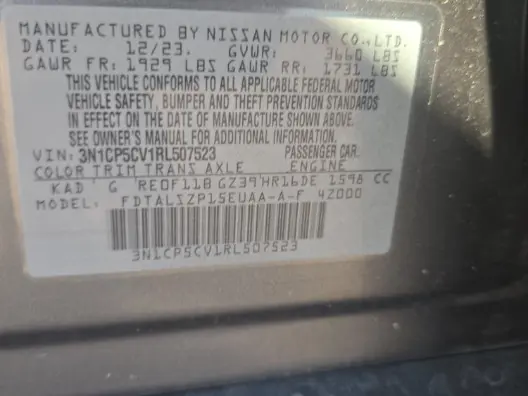 MANUFACTURED BY NISSAN MOTOR CO., LTD.
DATE: 12/23. GVWR: 3660 LBS
GAWR FR: 1929 LBS GAWR RR: 1731 LBS
THIS VEHICLE CONFORMS TO ALL APPLICABLE FEDERAL MOTOR
VEHICLE SAFETY, BUMPER AND THEFT PREVENTION STANDARDS
IN EFFECT ON THE DATE OF MANUFACTURE SHOWN ABOVE.
SEE OWNER'S MANUAL FOR ADDITIONAL INFORMATION.
VIN: 3N1CP5CV1RL507523 PASSENGER CAR.
COLOR TRIM TRANS AXLE ENGINE
KAD G RE0F11B GZ39 HR16DE 1598 CC
MODEL: FDTALSZP15EUAA-A-F 4Z000
3N1CP5CV1RL507523